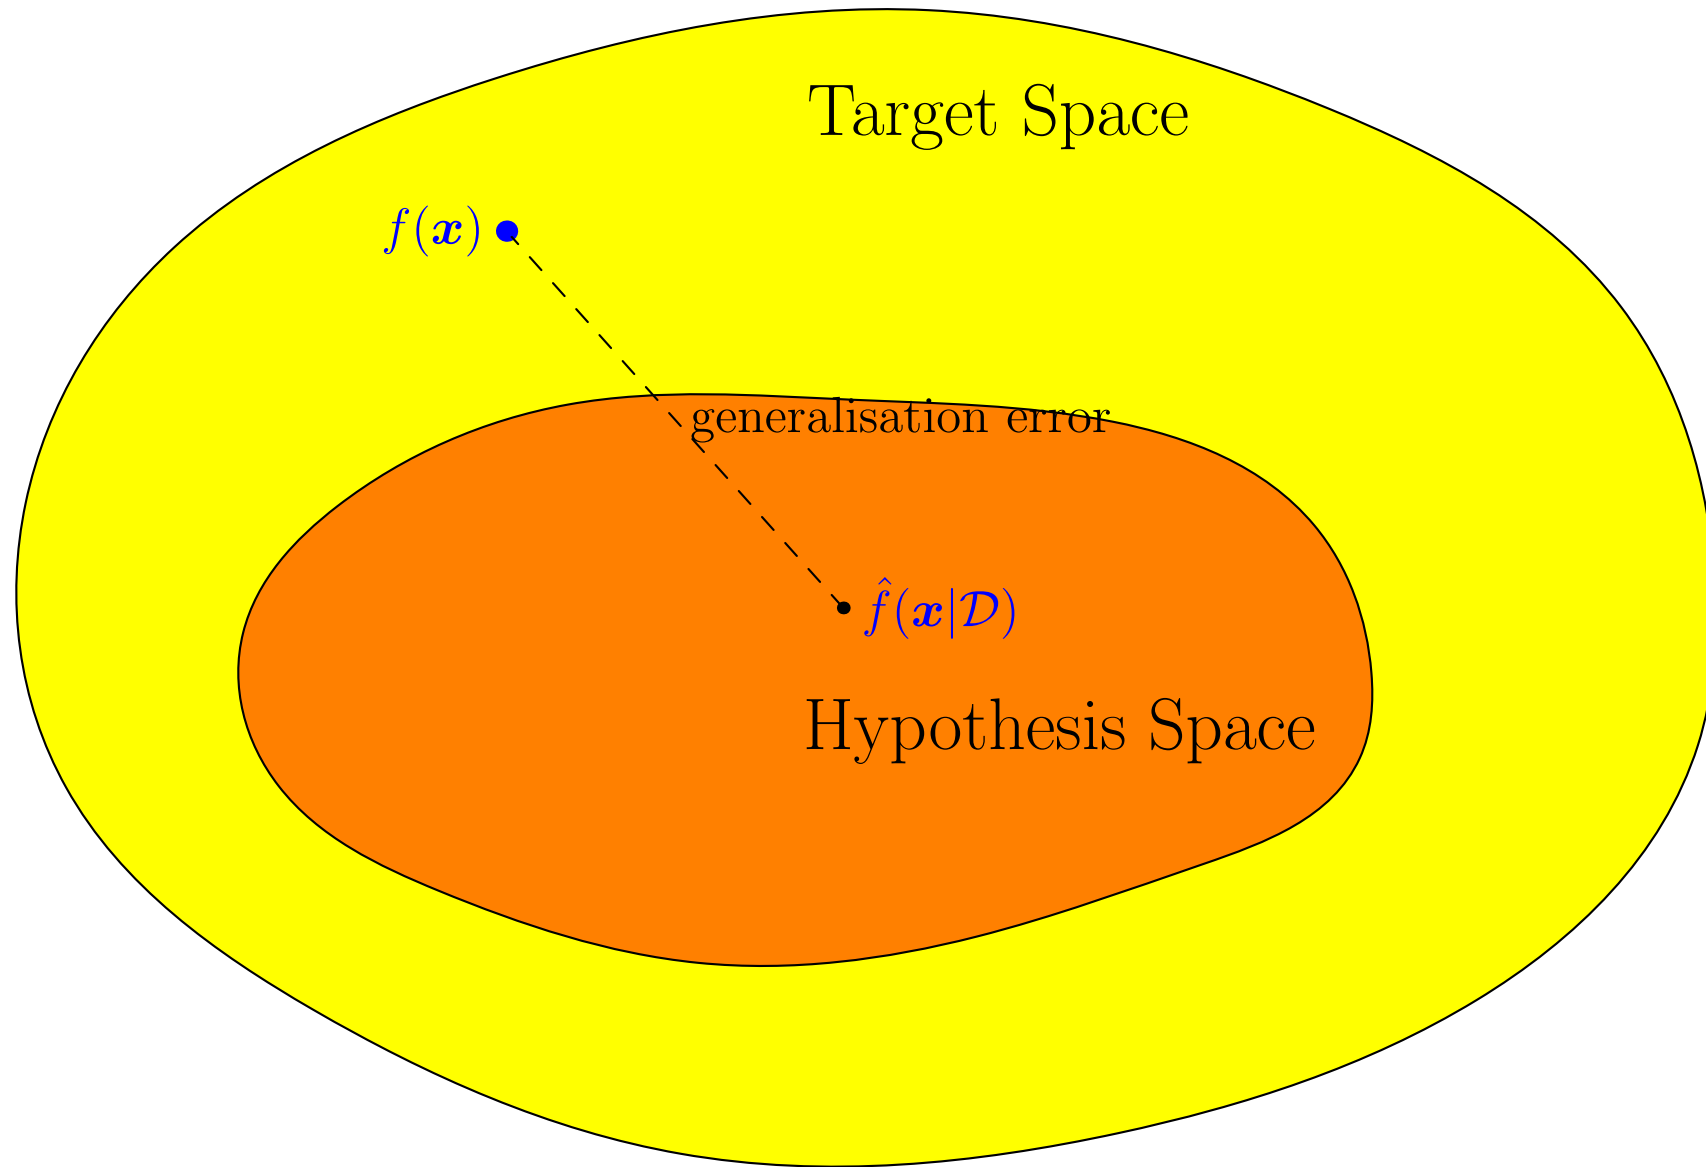 Target Space
f(x)
generalisation error
f̂(x|𝒟)
Hypothesis Space